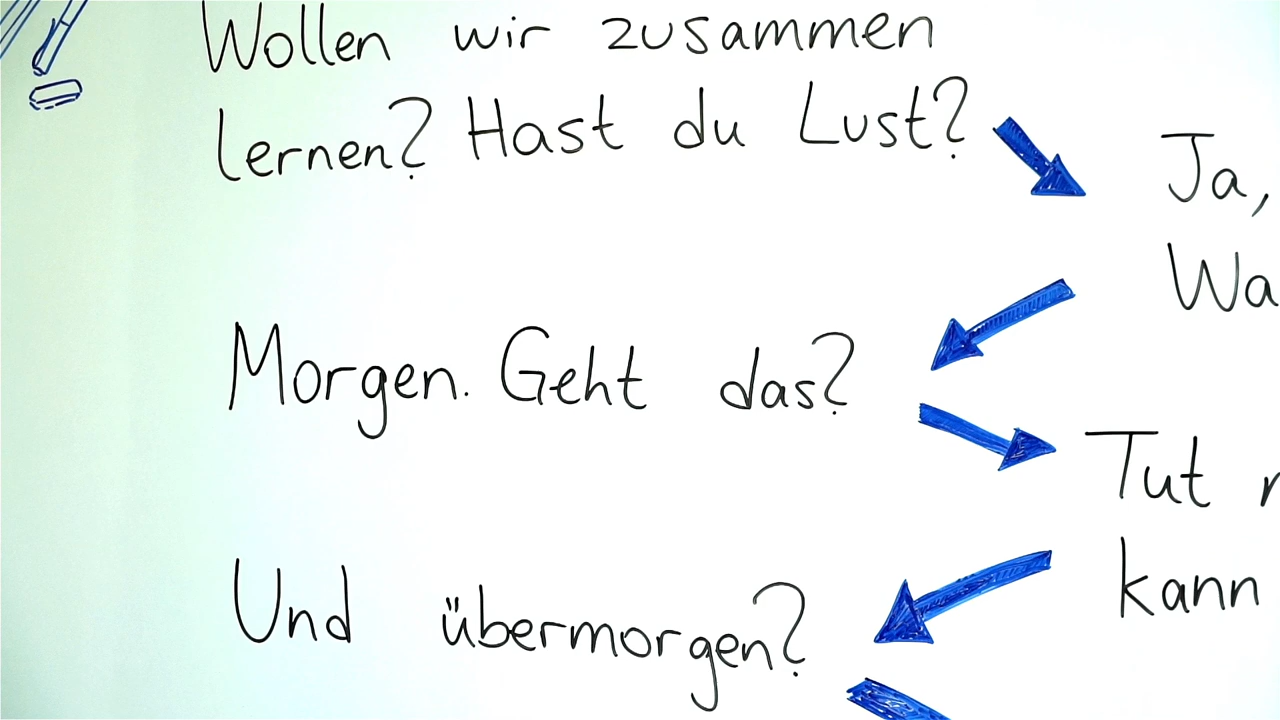 Wollen wir zusammen
lernen? Hast du Lust?
Ja,
Wa
Morgen. Geht das?
Tut
kann
Und übermorgen?